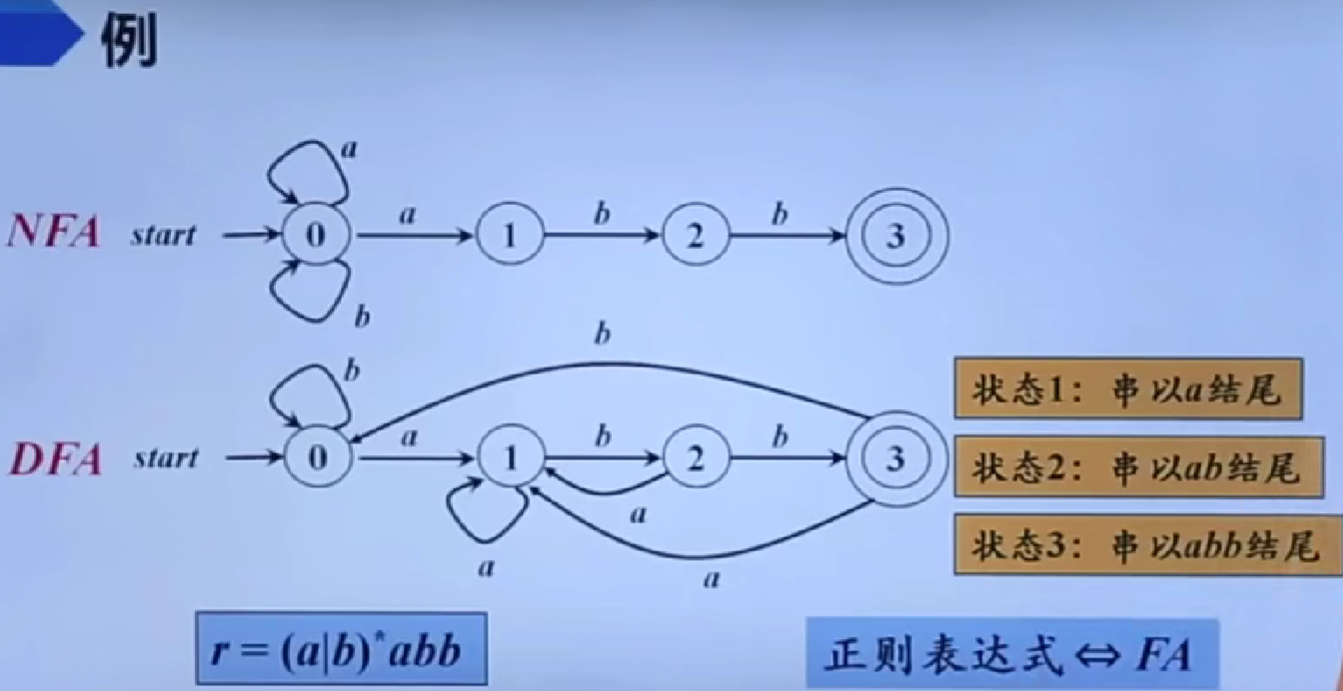 例
a
NFA start 0 a 1 b 2 b 3
b
b
b
DFA start 0 a 1 b 2 b 3
a
a
a
状态1：串以a结尾
状态2：串以ab结尾
状态3：串以abb结尾
r = (a|b)*abb
正则表达式⇔FA